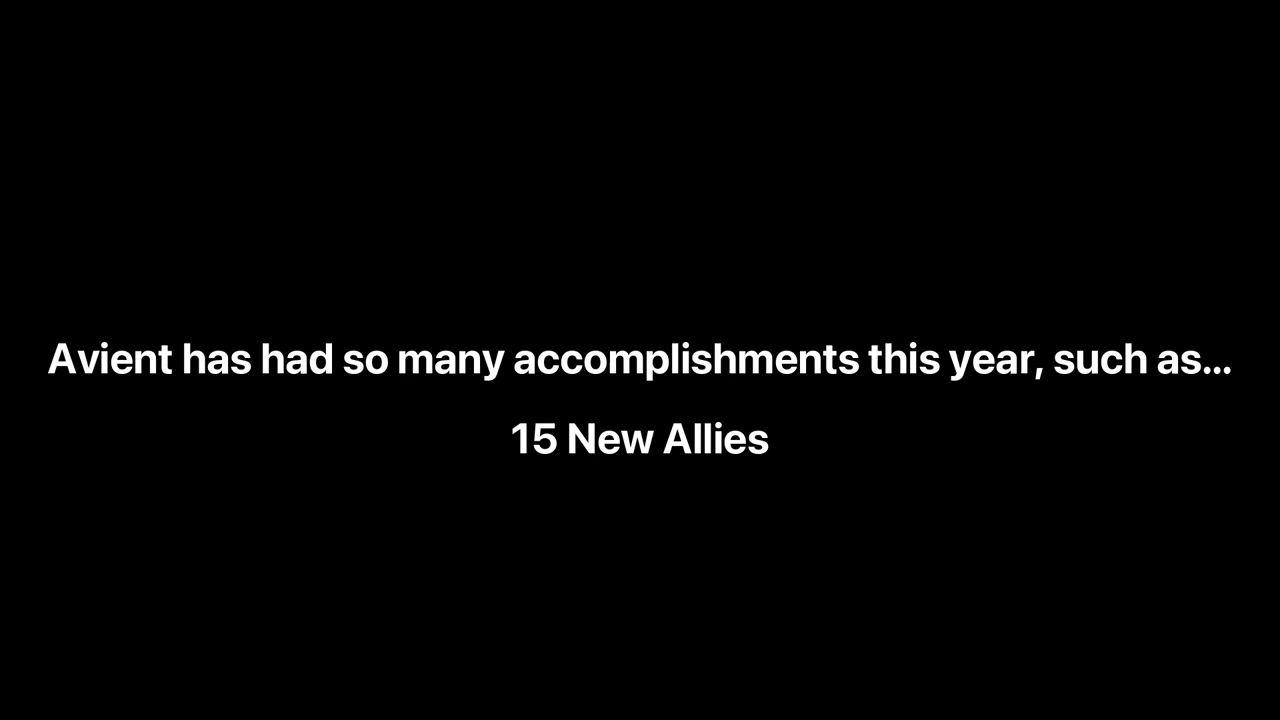 Avient has had so many accomplishments this year, such as...
15 New Allies